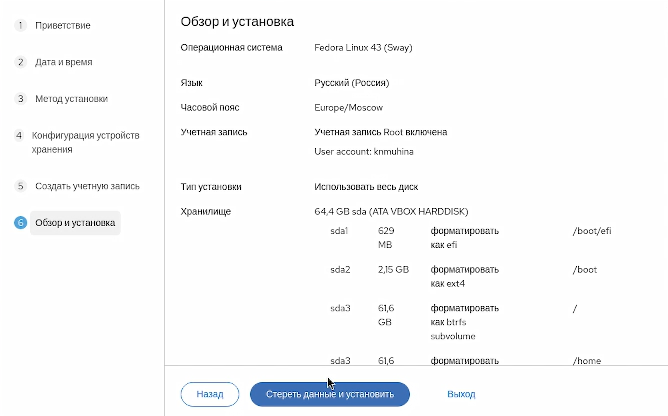 1 Приветствие
2 Дата и время
3 Метод установки
4 Конфигурация устройств
хранения
5 Создать учетную запись
6 Обзор и установка
Обзор и установка
Операционная система Fedora Linux 43 (Sway)
Язык Русский (Россия)
Часовой пояс Europe/Moscow
Учетная запись Учетная запись Root включена
User account: knmuhina
Тип установки Использовать весь диск
Хранилище 64,4 GB sda (ATA VBOX HARDDISK)
sda1 629 форматировать /boot/efi
MB как efi
sda2 2,15 GB форматировать /boot
как ext4
sda3 61,6 форматировать /
GB как btrfs
subvolume
sda3 61,6 форматировать /home
Назад Стереть данные и установить Выход